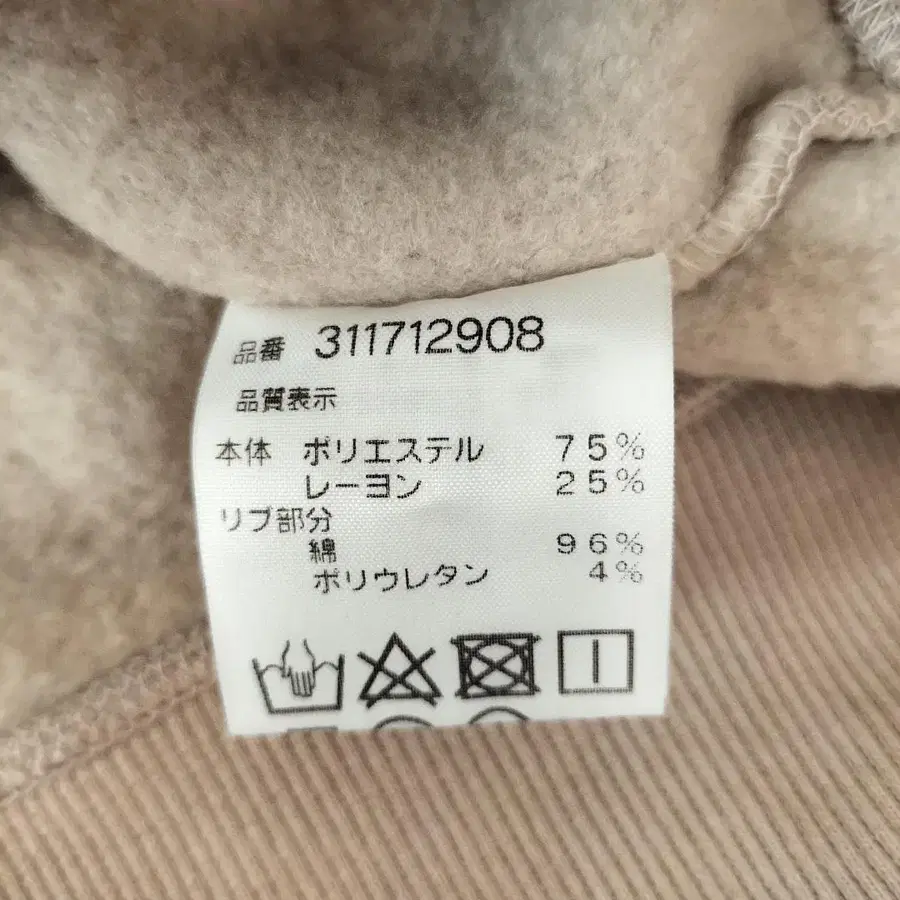 品番 311712908
品質表示
本体 ポリエステル 75%
レーヨン 25%
リブ部分
綿 96%
ポリウレタン 4%